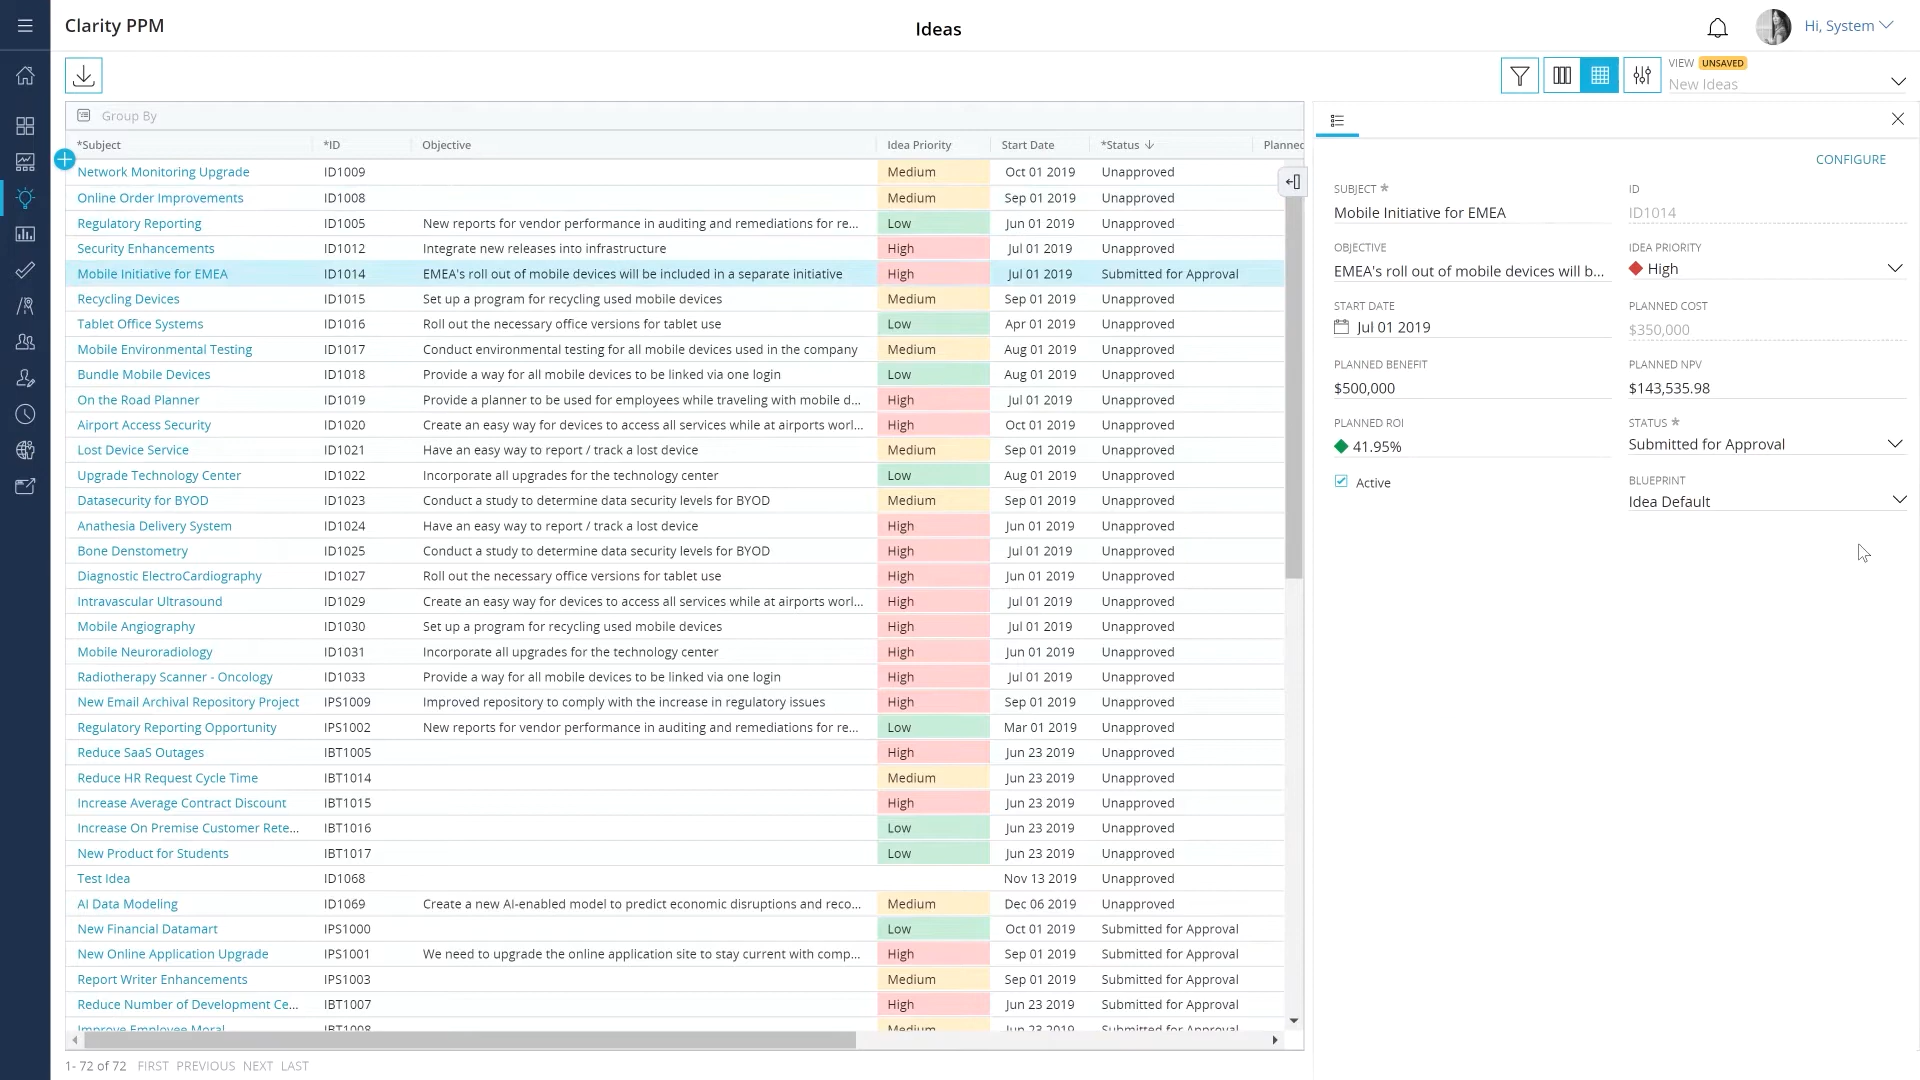 Clarity PPM
Ideas
Hi, System
VIEW UNSAVED
New Ideas
Group By
*Subject *ID Objective Idea Priority Start Date *Status Planned
Network Monitoring Upgrade ID1009 Medium Oct 01 2019 Unapproved
Online Order Improvements ID1008 Medium Sep 01 2019 Unapproved
Regulatory Reporting ID1005 New reports for vendor performance in auditing and remediations for re... Low Jun 01 2019 Unapproved
Security Enhancements ID1012 Integrate new releases into infrastructure High Jul 01 2019 Unapproved
Mobile Initiative for EMEA ID1014 EMEA's roll out of mobile devices will be included in a separate initiative High Jul 01 2019 Submitted for Approval
Recycling Devices ID1015 Set up a program for recycling used mobile devices Medium Sep 01 2019 Unapproved
Tablet Office Systems ID1016 Roll out the necessary office versions for tablet use Low Apr 01 2019 Unapproved
Mobile Environmental Testing ID1017 Conduct environmental testing for all mobile devices used in the company Medium Aug 01 2019 Unapproved
Bundle Mobile Devices ID1018 Provide a way for all mobile devices to be linked via one login Low Aug 01 2019 Unapproved
On the Road Planner ID1019 Provide a planner to be used for employees while traveling with mobile d... High Jul 01 2019 Unapproved
Airport Access Security ID1020 Create an easy way for devices to access all services while at airports worl... High Oct 01 2019 Unapproved
Lost Device Service ID1021 Have an easy way to report / track a lost device Medium Sep 01 2019 Unapproved
Upgrade Technology Center ID1022 Incorporate all upgrades for the technology center Low Aug 01 2019 Unapproved
Datasecurity for BYOD ID1023 Conduct a study to determine data security levels for BYOD Medium Sep 01 2019 Unapproved
Anathesia Delivery System ID1024 Have an easy way to report / track a lost device High Jun 01 2019 Unapproved
Bone Denstometry ID1025 Conduct a study to determine data security levels for BYOD High Jul 01 2019 Unapproved
Diagnostic ElectroCardiography ID1027 Roll out the necessary office versions for tablet use High Jun 01 2019 Unapproved
Intravascular Ultrasound ID1029 Create an easy way for devices to access all services while at airports worl... High Jul 01 2019 Unapproved
Mobile Angiography ID1030 Set up a program for recycling used mobile devices High Jul 01 2019 Unapproved
Mobile Neuroradiology ID1031 Incorporate all upgrades for the technology center High Jun 01 2019 Unapproved
Radiotherapy Scanner - Oncology ID1033 Provide a way for all mobile devices to be linked via one login High Jul 01 2019 Unapproved
New Email Archival Repository Project IPS1009 Improved repository to comply with the increase in regulatory issues High Sep 01 2019 Unapproved
Regulatory Reporting Opportunity IPS1002 New reports for vendor performance in auditing and remediations for re... Low Mar 01 2019 Unapproved
Reduce SaaS Outages IBT1005 High Jun 23 2019 Unapproved
Reduce HR Request Cycle Time IBT1014 Medium Jun 23 2019 Unapproved
Increase Average Contract Discount IBT1015 High Jun 23 2019 Unapproved
Increase On Premise Customer Rete... IBT1016 Low Jun 23 2019 Unapproved
New Product for Students IBT1017 Low Jun 23 2019 Unapproved
Test Idea ID1068 Nov 13 2019 Unapproved
AI Data Modeling ID1069 Create a new AI-enabled model to predict economic disruptions and reco... Medium Dec 06 2019 Unapproved
New Financial Datamart IPS1000 Low Oct 01 2019 Submitted for Approval
New Online Application Upgrade IPS1001 We need to upgrade the online application site to stay current with comp... High Sep 01 2019 Submitted for Approval
Report Writer Enhancements IPS1003 Medium Sep 01 2019 Submitted for Approval
Reduce Number of Development Ce... IBT1007 High Jun 23 2019 Submitted for Approval
Improve Employee Moral IBT1008 Medium Jun 23 2019 Submitted for Approval
1- 72 of 72 FIRST PREVIOUS NEXT LAST
CONFIGURE
SUBJECT * ID
Mobile Initiative for EMEA ID1014
OBJECTIVE IDEA PRIORITY
EMEA's roll out of mobile devices will b... High
START DATE PLANNED COST
Jul 01 2019 $350,000
PLANNED BENEFIT PLANNED NPV
$500,000 $143,535.98
PLANNED ROI STATUS *
41.95% Submitted for Approval
Active BLUEPRINT
Idea Default